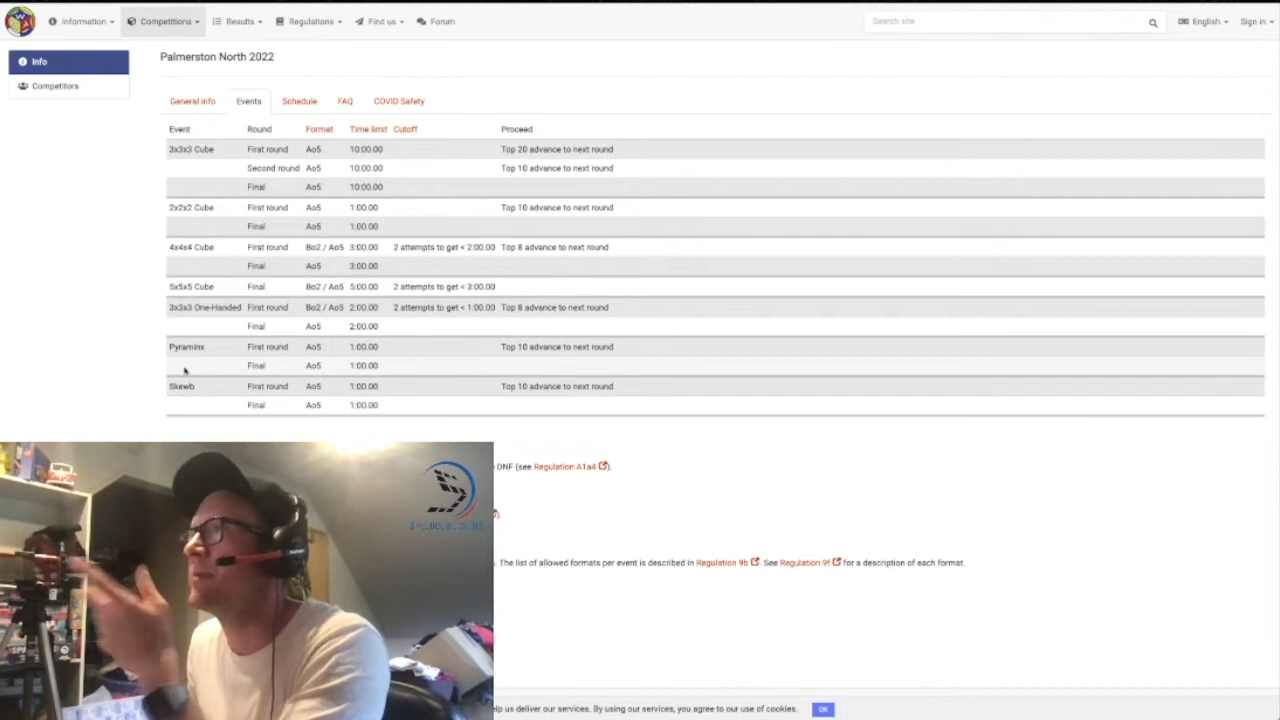 Information Competitions Results Regulations Find us Forum Search site English Sign in
Info
Competitors
Palmerston North 2022
General info Events Schedule FAQ COVID Safety
Event Round Format Time limit Cutoff Proceed
3x3x3 Cube First round Ao5 10:00.00 Top 20 advance to next round
Second round Ao5 10:00.00 Top 10 advance to next round
Final Ao5 10:00.00
2x2x2 Cube First round Ao5 1:00.00 Top 10 advance to next round
Final Ao5 1:00.00
4x4x4 Cube First round Bo2 / Ao5 3:00.00 2 attempts to get < 2:00.00 Top 8 advance to next round
Final Ao5 3:00.00
5x5x5 Cube Final Bo2 / Ao5 5:00.00 2 attempts to get < 3:00.00
3x3x3 One-Handed First round Bo2 / Ao5 2:00.00 2 attempts to get < 1:00.00 Top 8 advance to next round
Final Ao5 2:00.00
Pyraminx First round Ao5 1:00.00 Top 10 advance to next round
Final Ao5 1:00.00
Skewb First round Ao5 1:00.00 Top 10 advance to next round
Final Ao5 1:00.00
DNF (see Regulation A1a4).
).
. The list of allowed formats per event is described in Regulation 9b. See Regulation 9f for a description of each format.
elp us deliver our services. By using our services, you agree to our use of cookies. OK